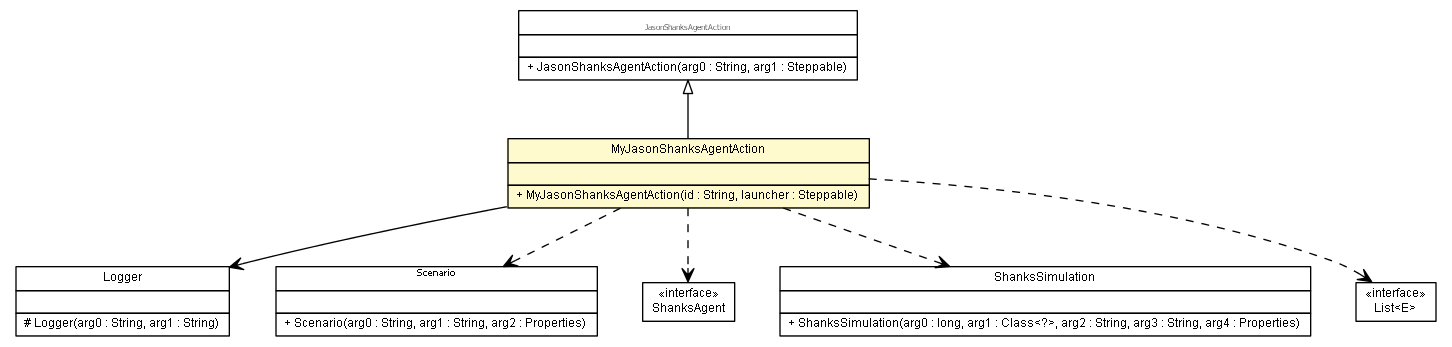 JasonShanksAgentAction
+ JasonShanksAgentAction(arg0 : String, arg1 : Steppable)
MyJasonShanksAgentAction
+ MyJasonShanksAgentAction(id : String, launcher : Steppable)
Logger
# Logger(arg0 : String, arg1 : String)
Scenario
+ Scenario(arg0 : String, arg1 : String, arg2 : Properties)
«interface»
ShanksAgent
ShanksSimulation
+ ShanksSimulation(arg0 : long, arg1 : Class<?>, arg2 : String, arg3 : String, arg4 : Properties)
«interface»
List<E>